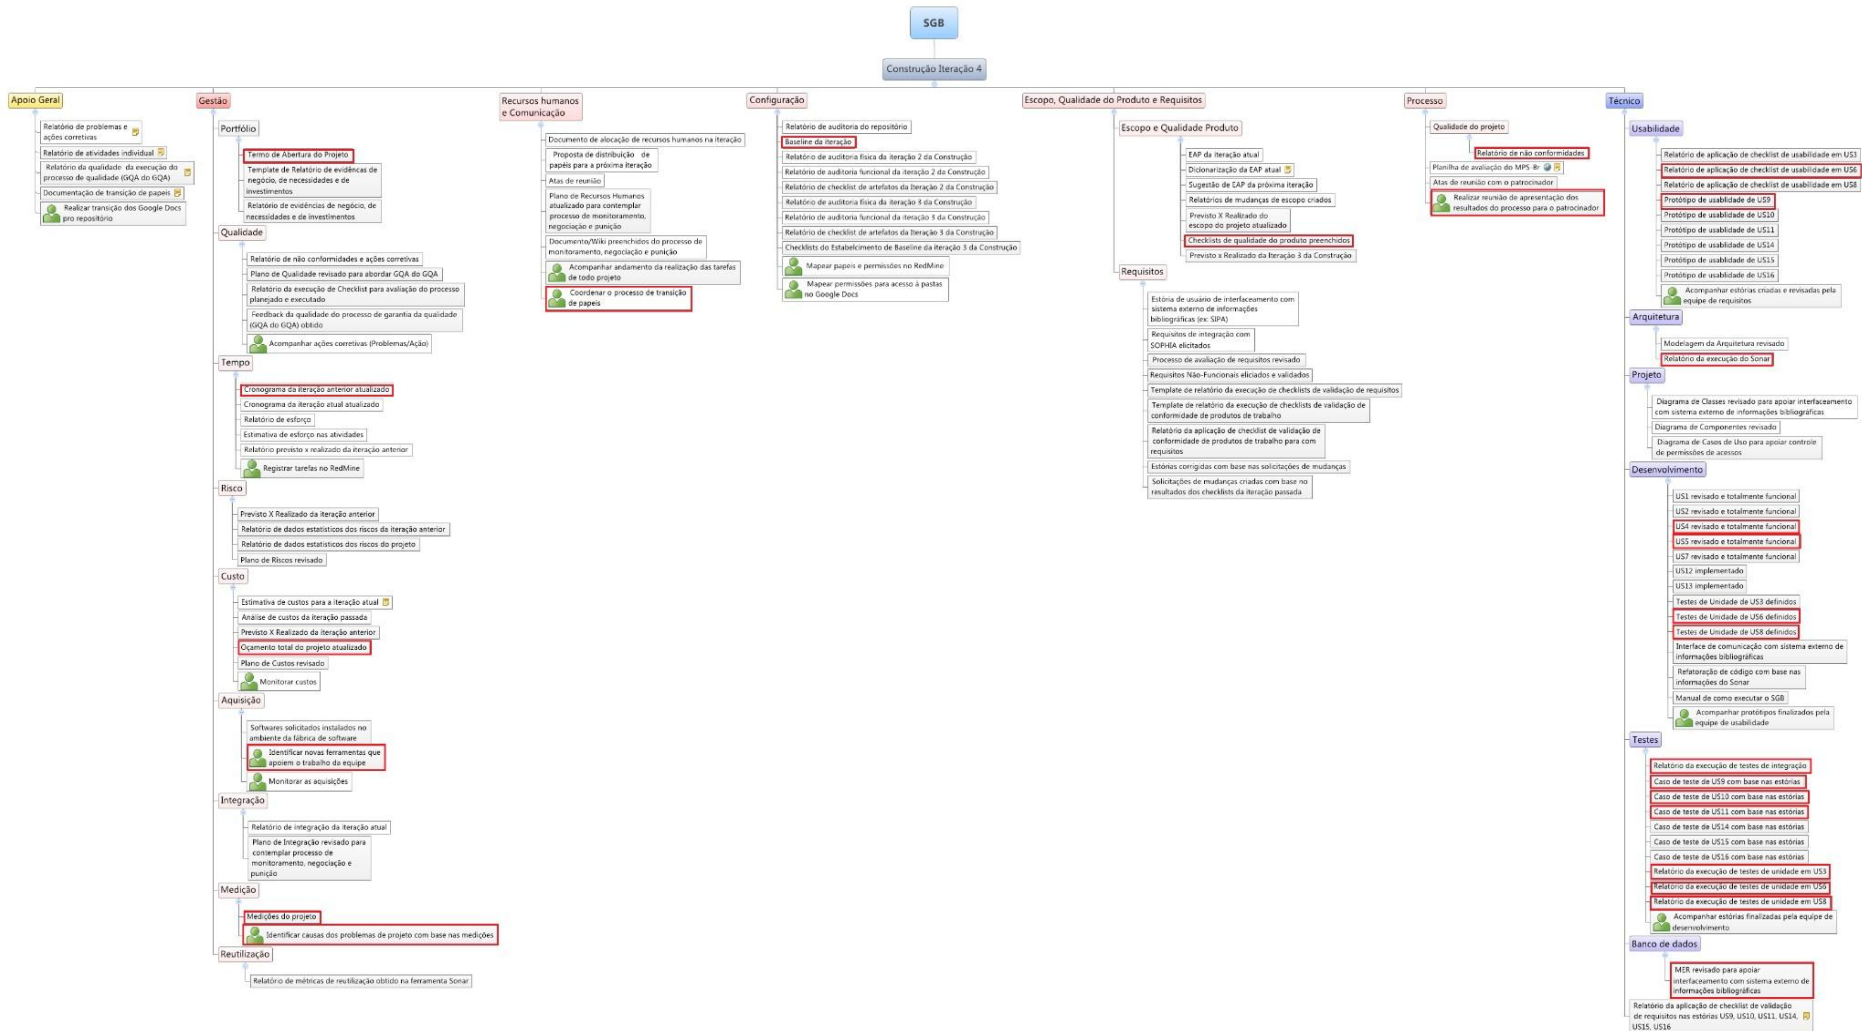 SGB
Construção Iteração 4
Apoio Geral
Relatório de problemas e
ações corretivas
Relatório de atividades individual
Relatório da qualidade da execução do
processo de qualidade (GQA do GQA)
Documentação de transição de papeis
Realizar transição dos Google Docs
pro repositório
Gestão
Portfólio
Termo de Abertura do Projeto
Template de Relatório de evidências de
negócio, de necessidades e de
investimentos
Relatório de evidências de negócio, de
necessidades e de investimentos
Qualidade
Relatório de não conformidades e ações corretivas
Plano de Qualidade revisado para abordar GQA do GQA
Relatório da execução de Checklist para avaliação do processo
planejado e executado
Feedback da qualidade do processo de garantia da qualidade
(GQA do GQA) obtido
Acompanhar ações corretivas (Problemas/Ação)
Tempo
Cronograma da iteração anterior atualizado
Cronograma da iteração atual atualizado
Relatório de esforço
Estimativa de esforço nas atividades
Relatório previsto x realizado da iteração anterior
Registrar tarefas no RedMine
Risco
Previsto X Realizado da iteração anterior
Relatório de dados estatísticos dos riscos da iteração anterior
Relatório de dados estatísticos dos riscos do projeto
Plano de Riscos revisado
Custo
Estimativa de custos para a iteração atual
Análise de custos da iteração passada
Previsto X Realizado da iteração anterior
Oçamento total do projeto atualizado
Plano de Custos revisado
Monitorar custos
Aquisição
Softwares solicitados instalados no
ambiente da fábrica de software
Identificar novas ferramentas que
apoiem o trabalho da equipe
Monitorar as aquisições
Integração
Relatório de integração da iteração atual
Plano de Integração revisado para
contemplar processo de
monitoramento, negociação e
punição
Medição
Medições do projeto
Identificar causas dos problemas de projeto com base nas medições
Reutilização
Relatório de métricas de reutilização obtido na ferramenta Sonar
Recursos humanos
e Comunicação
Documento de alocação de recursos humanos na iteração
Proposta de distribuição de
papéis para a próxima iteração
Atas de reunião
Plano de Recursos Humanos
atualizado para contemplar
processo de monitoramento,
negociação e punição
Documento/Wiki preenchidos do processo de
monitoramento, negociação e punição
Acompanhar andamento da realização das tarefas
de todo projeto
Coordenar o processo de transição
de papeis
Configuração
Relatório de auditoria do repositório
Baseline da iteração
Relatório de auditoria física da iteração 2 da Construção
Relatório de auditoria funcional da iteração 2 da Construção
Relatório de checklist de artefatos da Iteração 2 da Construção
Relatório de auditoria física da iteração 3 da Construção
Relatório de auditoria funcional da iteração 3 da Construção
Relatório de checklist de artefatos da Iteração 3 da Construção
Checklists do Estabelcimento de Baseline da iteração 3 da Construção
Mapear papeis e permissões no RedMine
Mapear permissões para acesso à pastas
no Google Docs
Escopo, Qualidade do Produto e Requisitos
Escopo e Qualidade Produto
EAP da iteração atual
Dicionarização da EAP atual
Sugestão de EAP da próxima iteração
Relatórios de mudanças de escopo criados
Previsto X Realizado do
escopo do projeto atualizado
Checklists de qualidade do produto preenchidos
Previsto x Realizado da Iteração 3 da Construção
Requisitos
Estória de usuário de interfaceamento com
sistema externo de informações
bibliográficas (ex: SIPA)
Requisitos de integração com
SOPHIA elicitados
Processo de avaliação de requisitos revisado
Requisitos Não-Funcionais eliciados e validados
Template de relatório da execução de checklists de validação de requisitos
Template de relatório da execução de checklists de validação de
conformidade de produtos de trabalho
Relatório da aplicação de checklist de validação de
conformidade de produtos de trabalho para com
requisitos
Estórias corrigidas com base nas solicitações de mudanças
Solicitações de mudanças criadas com base no
resultados dos checklists da iteração passada
Processo
Qualidade do projeto
Relatório de não conformidades
Planilha de avaliação do MPS-Br
Atas de reunião com o patrocinador
Realizar reunião de apresentação dos
resultados do processo para o patrocinador
Técnico
Usabilidade
Relatório de aplicação de checklist de usabilidade em US3
Relatório de aplicação de checklist de usabilidade em US6
Relatório de aplicação de checklist de usabilidade em US8
Protótipo de usabilidade de US9
Protótipo de usabilidade de US10
Protótipo de usabilidade de US11
Protótipo de usabilidade de US14
Protótipo de usabilidade de US15
Protótipo de usabilidade de US16
Acompanhar estórias criadas e revisadas pela
equipe de requisitos
Arquitetura
Modelagem da Arquitetura revisado
Relatório da execução do Sonar
Projeto
Diagrama de Classes revisado para apoiar interfaceamento
com sistema externo de informações bibliográficas
Diagrama de Componentes revisado
Diagrama de Casos de Uso para apoiar controle
de permissões de acessos
Desenvolvimento
US1 revisado e totalmente funcional
US2 revisado e totalmente funcional
US4 revisado e totalmente funcional
US5 revisado e totalmente funcional
US7 revisado e totalmente funcional
US12 implementado
US13 implementado
Testes de Unidade de US3 definidos
Testes de Unidade de US6 definidos
Testes de Unidade de US8 definidos
Interface de comunicação com sistema externo de
informações bibliográficas
Refatoração de código com base nas
informações do Sonar
Manual de como executar o SGB
Acompanhar protótipos finalizados pela
equipe de usabilidade
Testes
Relatório da execução de testes de integração
Caso de teste de US9 com base nas estórias
Caso de teste de US10 com base nas estórias
Caso de teste de US11 com base nas estórias
Caso de teste de US14 com base nas estórias
Caso de teste de US15 com base nas estórias
Caso de teste de US16 com base nas estórias
Relatório da execução de testes de unidade em US3
Relatório da execução de testes de unidade em US6
Relatório da execução de testes de unidade em US8
Acompanhar estórias finalizadas pela equipe de
desenvolvimento
Banco de dados
MER revisado para apoiar
interfaceamento com sistema externo de
informações bibliográficas
Relatório da aplicação de checklist de validação
de requisitos nas estórias US9, US10, US11, US14,
US15, US16